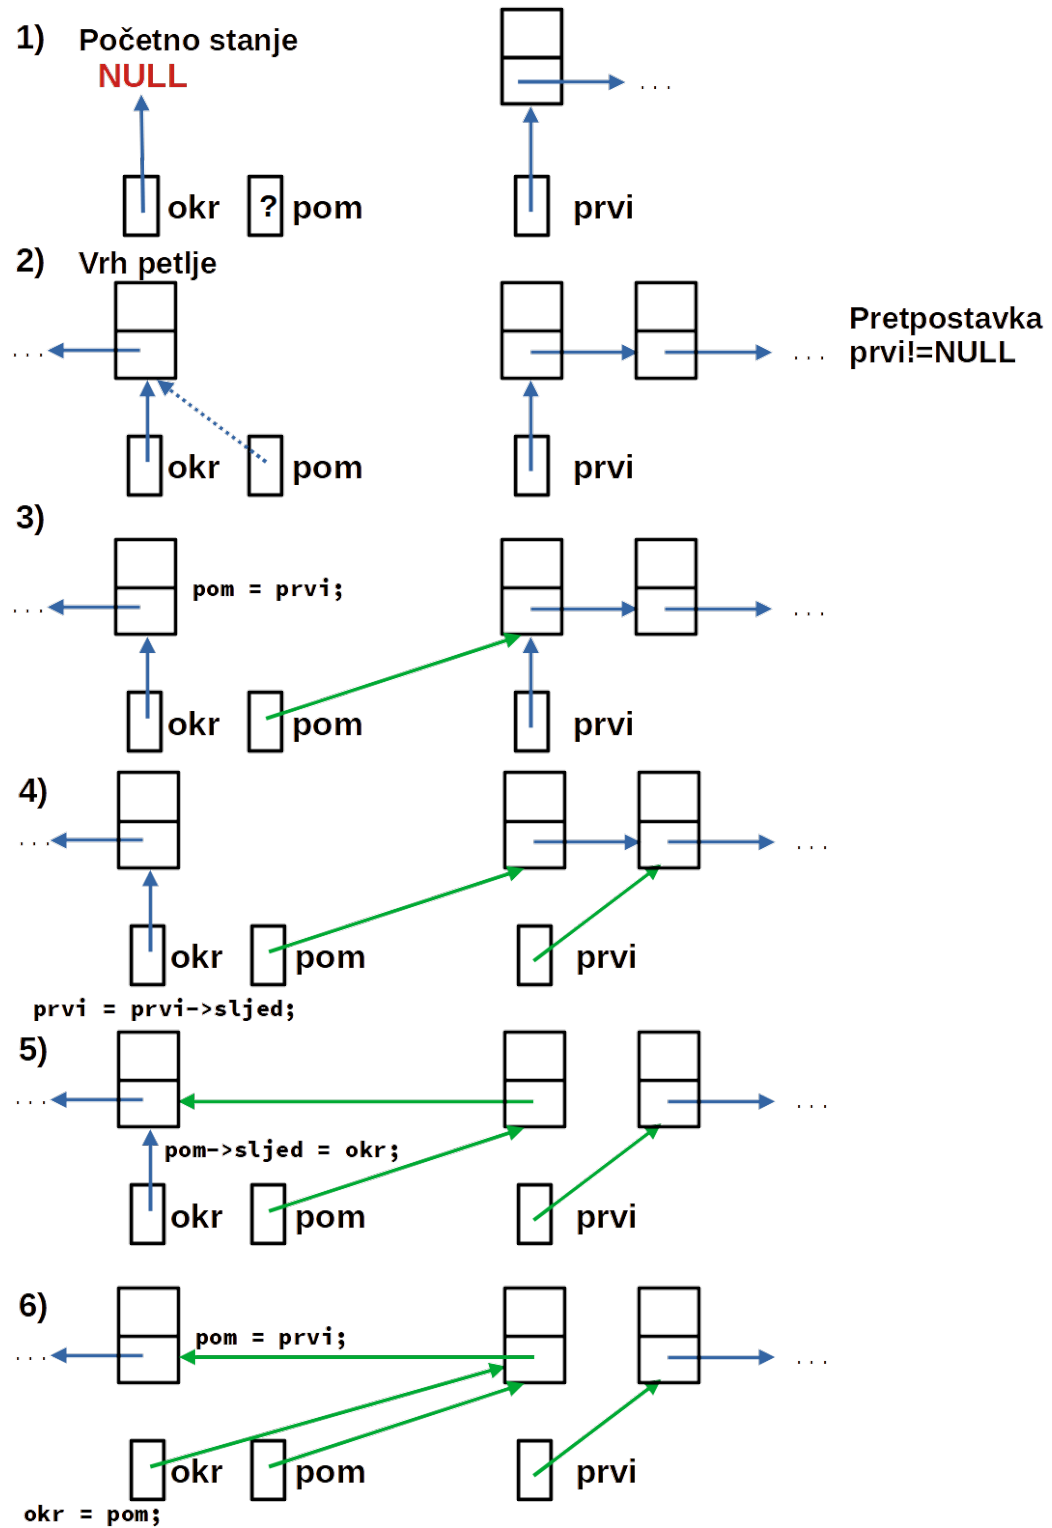 1) Početno stanje
NULL
. . .
okr ? pom prvi
2) Vrh petlje
Pretpostavka
. . . . . . prvi!=NULL
okr pom prvi
3)
pom = prvi;
. . . . . .
okr pom prvi
4)
. . . . . .
okr pom prvi
prvi = prvi->sljed;
5)
. . . . . .
pom->sljed = okr;
okr pom prvi
6)
pom = prvi;
. . . . . .
okr pom prvi
okr = pom;